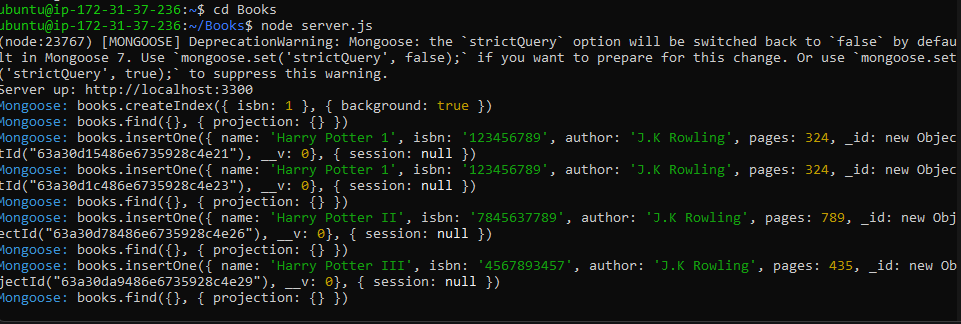 ubuntu@ip-172-31-37-236:~$ cd Books
ubuntu@ip-172-31-37-236:~/Books$ node server.js
(node:23767) [MONGOOSE] DeprecationWarning: Mongoose: the `strictQuery` option will be switched back to `false` by defau
lt in Mongoose 7. Use `mongoose.set('strictQuery', false);` if you want to prepare for this change. Or use `mongoose.set
('strictQuery', true);` to suppress this warning.
Server up: http://localhost:3300
Mongoose: books.createIndex({ isbn: 1 }, { background: true })
Mongoose: books.find({}, { projection: {} })
Mongoose: books.insertOne({ name: 'Harry Potter 1', isbn: '123456789', author: 'J.K Rowling', pages: 324, _id: new Objec
tId("63a30d15486e6735928c4e21"), __v: 0}, { session: null })
Mongoose: books.insertOne({ name: 'Harry Potter 1', isbn: '123456789', author: 'J.K Rowling', pages: 324, _id: new Objec
tId("63a30d1c486e6735928c4e23"), __v: 0}, { session: null })
Mongoose: books.find({}, { projection: {} })
Mongoose: books.insertOne({ name: 'Harry Potter II', isbn: '7845637789', author: 'J.K Rowling', pages: 789, _id: new Obj
ectId("63a30d78486e6735928c4e26"), __v: 0}, { session: null })
Mongoose: books.find({}, { projection: {} })
Mongoose: books.insertOne({ name: 'Harry Potter III', isbn: '4567893457', author: 'J.K Rowling', pages: 435, _id: new Ob
jectId("63a30da9486e6735928c4e29"), __v: 0}, { session: null })
Mongoose: books.find({}, { projection: {} })